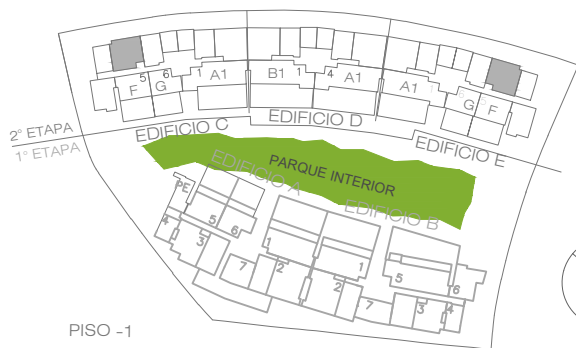 F 5 G 6 1 A1 B1 1 4 A1 A1 G F
EDIFICIO C EDIFICIO D EDIFICIO E
2° ETAPA
1° ETAPA
EDIFICIO A PARQUE INTERIOR EDIFICIO B
PE
4 3 5 6 1 1 5 6
7 2 2 7 3 4
PISO -1